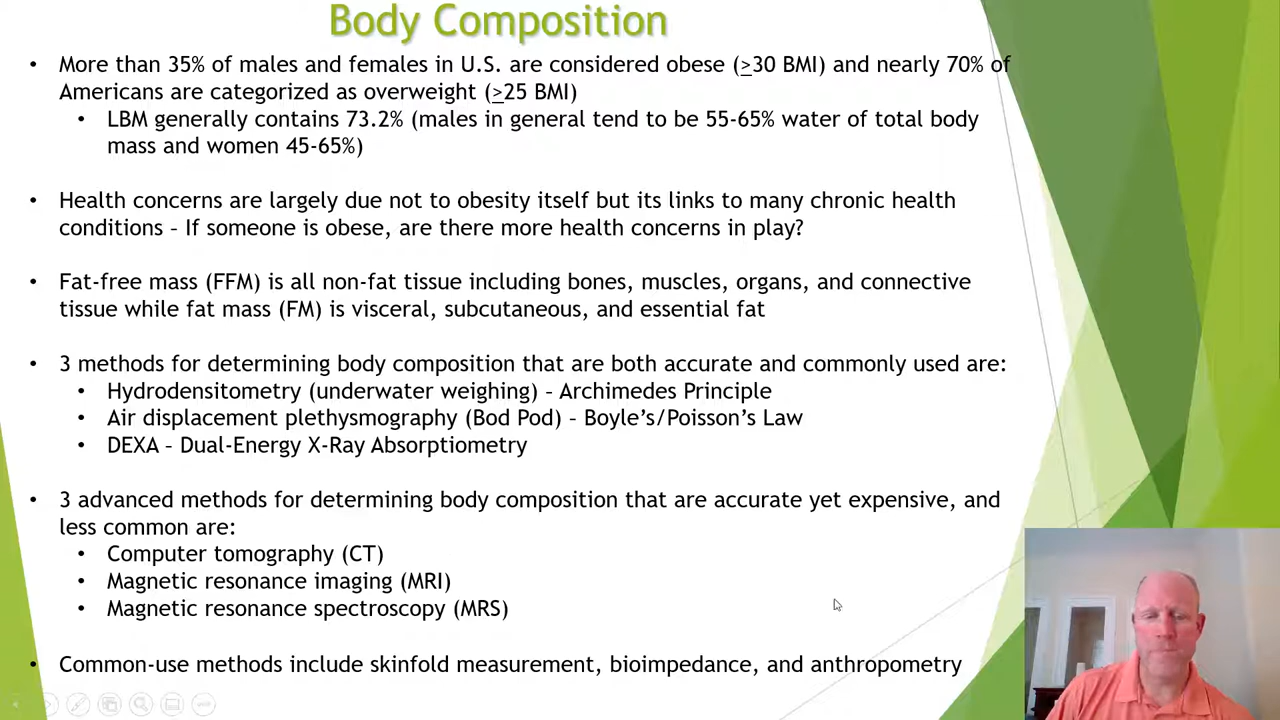 Body Composition
• More than 35% of males and females in U.S. are considered obese (≥30 BMI) and nearly 70% of
Americans are categorized as overweight (≥25 BMI)
• LBM generally contains 73.2% (males in general tend to be 55-65% water of total body
mass and women 45-65%)
• Health concerns are largely due not to obesity itself but its links to many chronic health
conditions – If someone is obese, are there more health concerns in play?
• Fat-free mass (FFM) is all non-fat tissue including bones, muscles, organs, and connective
tissue while fat mass (FM) is visceral, subcutaneous, and essential fat
• 3 methods for determining body composition that are both accurate and commonly used are:
• Hydrodensitometry (underwater weighing) – Archimedes Principle
• Air displacement plethysmography (Bod Pod) – Boyle’s/Poisson’s Law
• DEXA – Dual-Energy X-Ray Absorptiometry
• 3 advanced methods for determining body composition that are accurate yet expensive, and
less common are:
• Computer tomography (CT)
• Magnetic resonance imaging (MRI)
• Magnetic resonance spectroscopy (MRS)
• Common-use methods include skinfold measurement, bioimpedance, and anthropometry